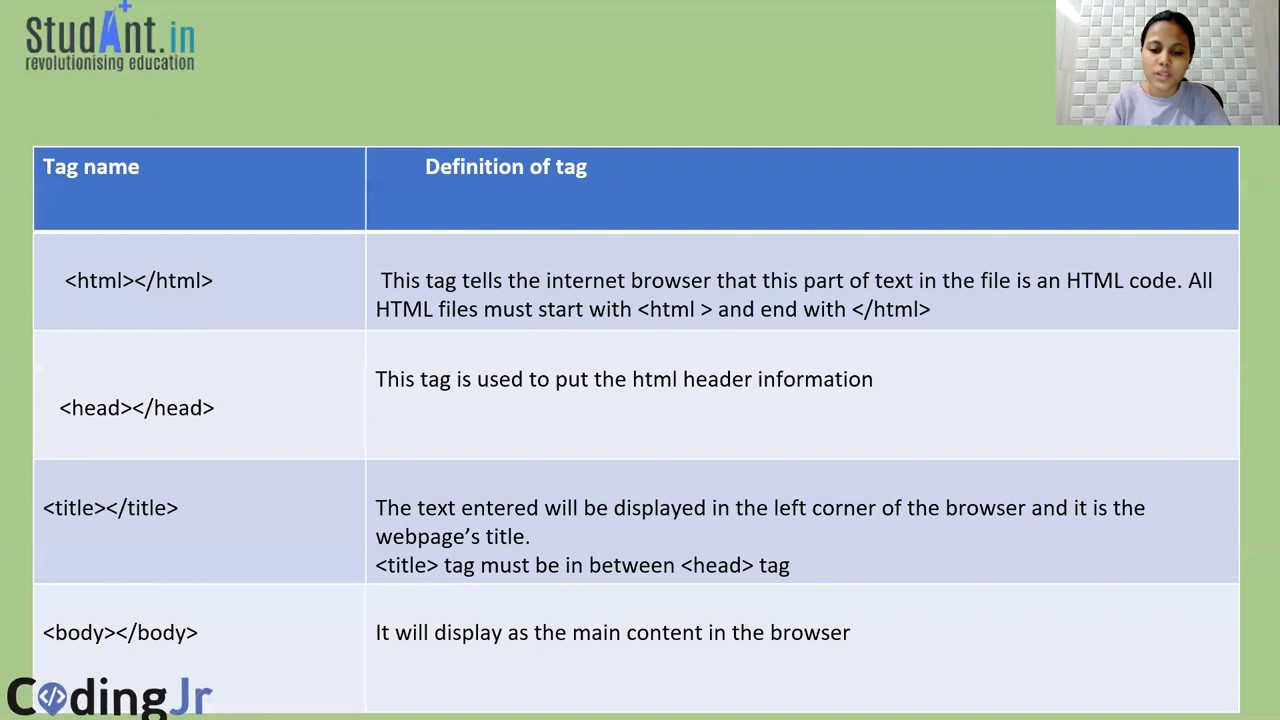 StudAnt.in
revolutionising education
Tag name
Definition of tag
<html></html>
This tag tells the internet browser that this part of text in the file is an HTML code. All
HTML files must start with <html > and end with </html>
This tag is used to put the html header information
<head></head>
<title></title>
The text entered will be displayed in the left corner of the browser and it is the
webpage’s title.
<title> tag must be in between <head> tag
<body></body>
It will display as the main content in the browser
CodingJr